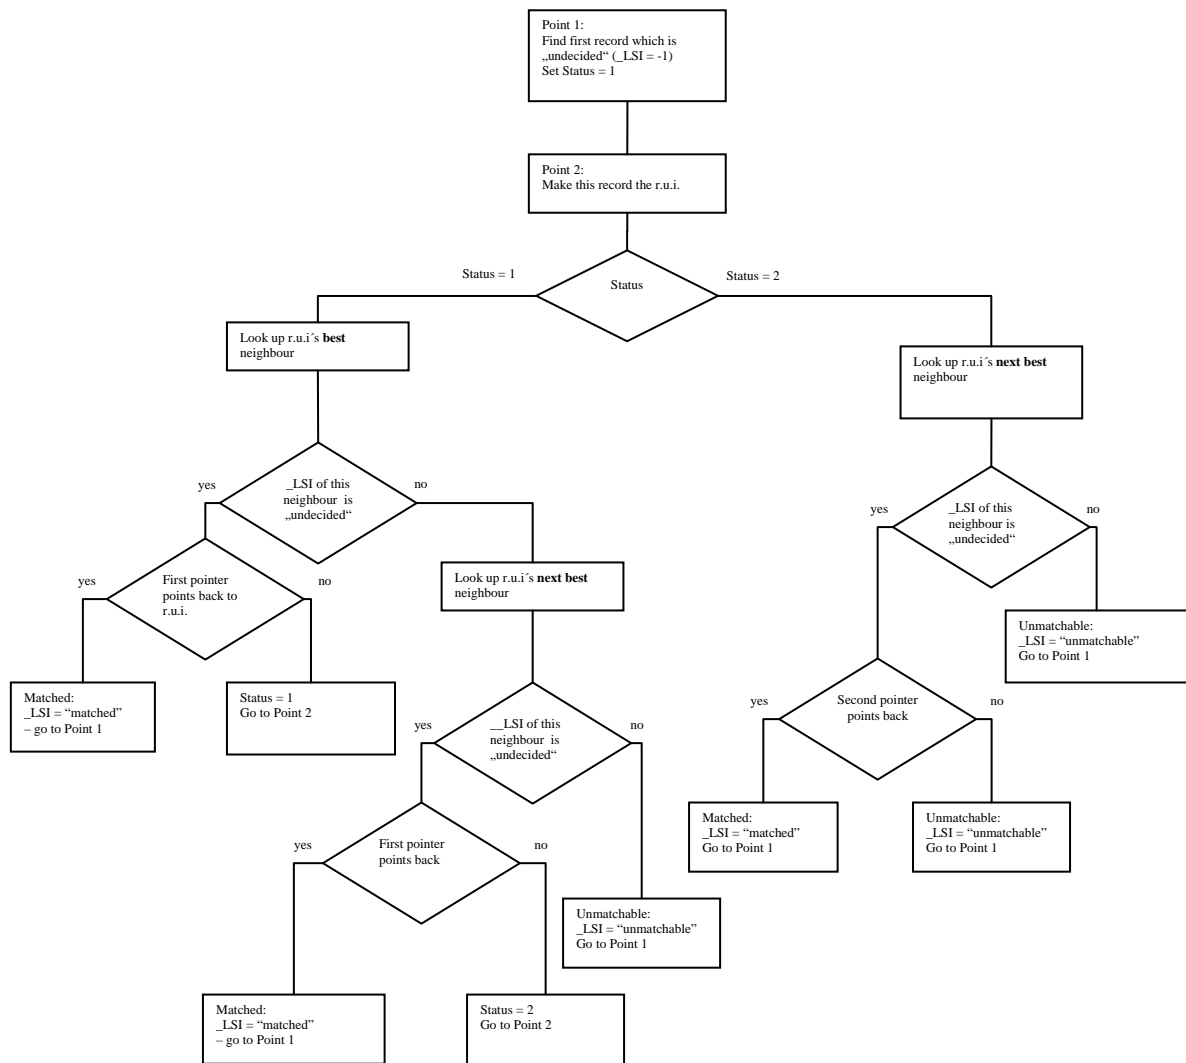 Point 1:
Find first record which is
„undecided“ (_LSI = -1)
Set Status = 1
Point 2:
Make this record the r.u.i.
Status = 1
Status
Status = 2
Look up r.u.i´s best
neighbour
Look up r.u.i´s next best
neighbour
yes
_LSI of this
neighbour is
„undecided“
no
yes
_LSI of this
neighbour is
„undecided“
no
yes
First pointer
points back to
r.u.i.
no
Look up r.u.i´s next best
neighbour
Unmatchable:
_LSI = “unmatchable”
Go to Point 1
Matched:
_LSI = “matched”
– go to Point 1
Status = 1
Go to Point 2
yes
__LSI of this
neighbour is
„undecided“
no
yes
Second pointer
points back
no
Matched:
_LSI = “matched”
Go to Point 1
Unmatchable:
_LSI = “unmatchable”
Go to Point 1
yes
First pointer
points back
no
Unmatchable:
_LSI = “unmatchable”
Go to Point 1
Matched:
_LSI = “matched”
– go to Point 1
Status = 2
Go to Point 2